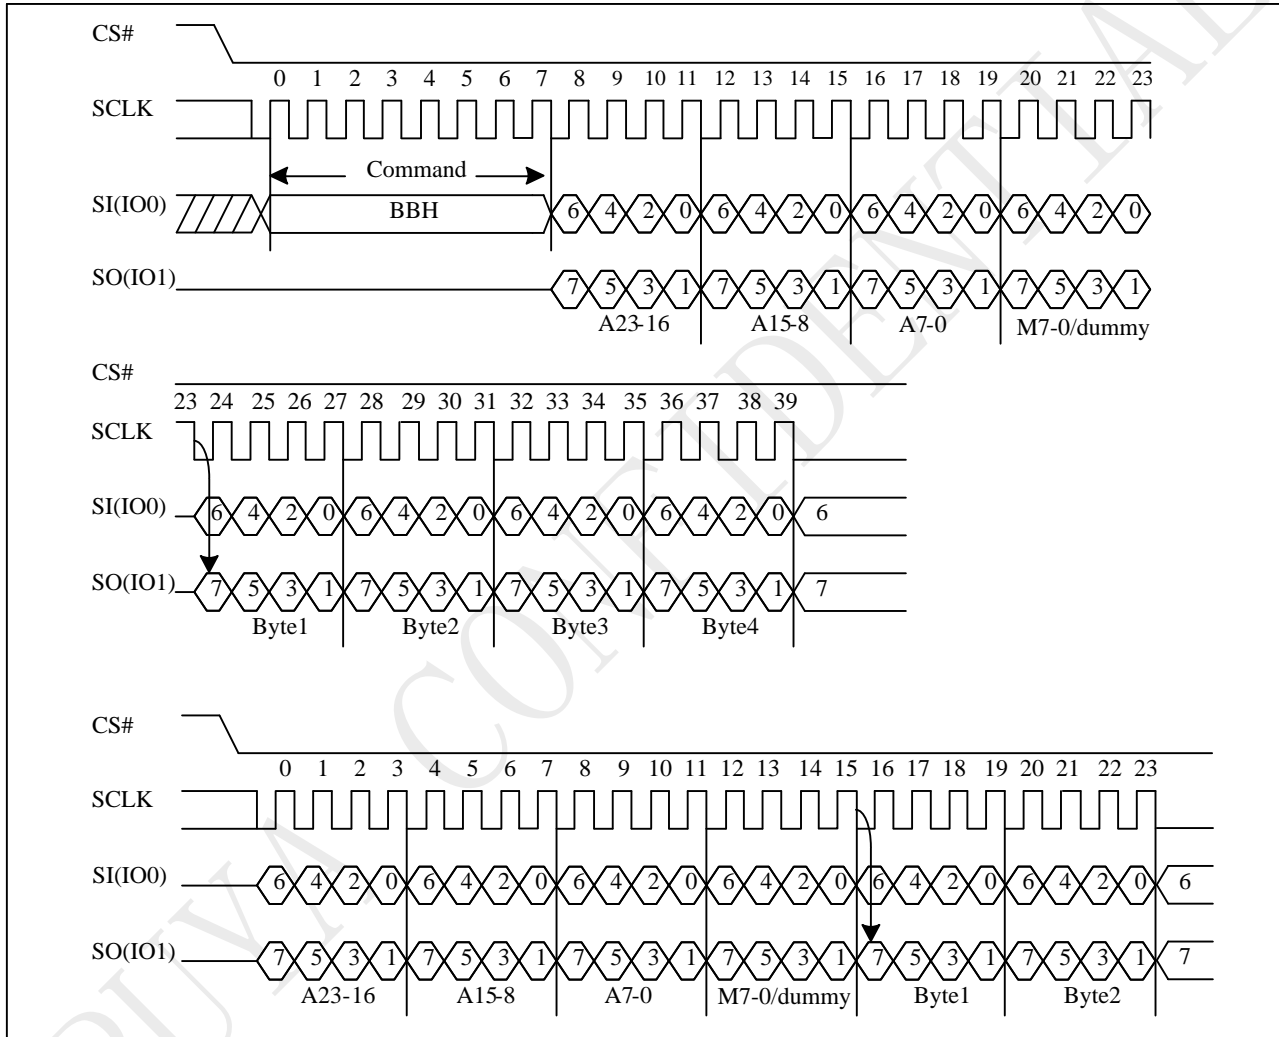 CS#
0 1 2 3 4 5 6 7 8 9 10 11 12 13 14 15 16 17 18 19 20 21 22 23
SCLK
Command
SI(IO0) BBH 6 4 2 0 6 4 2 0 6 4 2 0 6 4 2 0
SO(IO1) 7 5 3 1 7 5 3 1 7 5 3 1 7 5 3 1
A23-16 A15-8 A7-0 M7-0/dummy
CS#
23 24 25 26 27 28 29 30 31 32 33 34 35 36 37 38 39
SCLK
SI(IO0) 6 4 2 0 6 4 2 0 6 4 2 0 6 4 2 0 6
SO(IO1) 7 5 3 1 7 5 3 1 7 5 3 1 7 5 3 1 7
Byte1 Byte2 Byte3 Byte4
CS#
0 1 2 3 4 5 6 7 8 9 10 11 12 13 14 15 16 17 18 19 20 21 22 23
SCLK
SI(IO0) 6 4 2 0 6 4 2 0 6 4 2 0 6 4 2 0 6 4 2 0 6 4 2 0 6
SO(IO1) 7 5 3 1 7 5 3 1 7 5 3 1 7 5 3 1 7 5 3 1 7 5 3 1 7
A23-16 A15-8 A7-0 M7-0/dummy Byte1 Byte2
PUYA CONFIDENTIAL